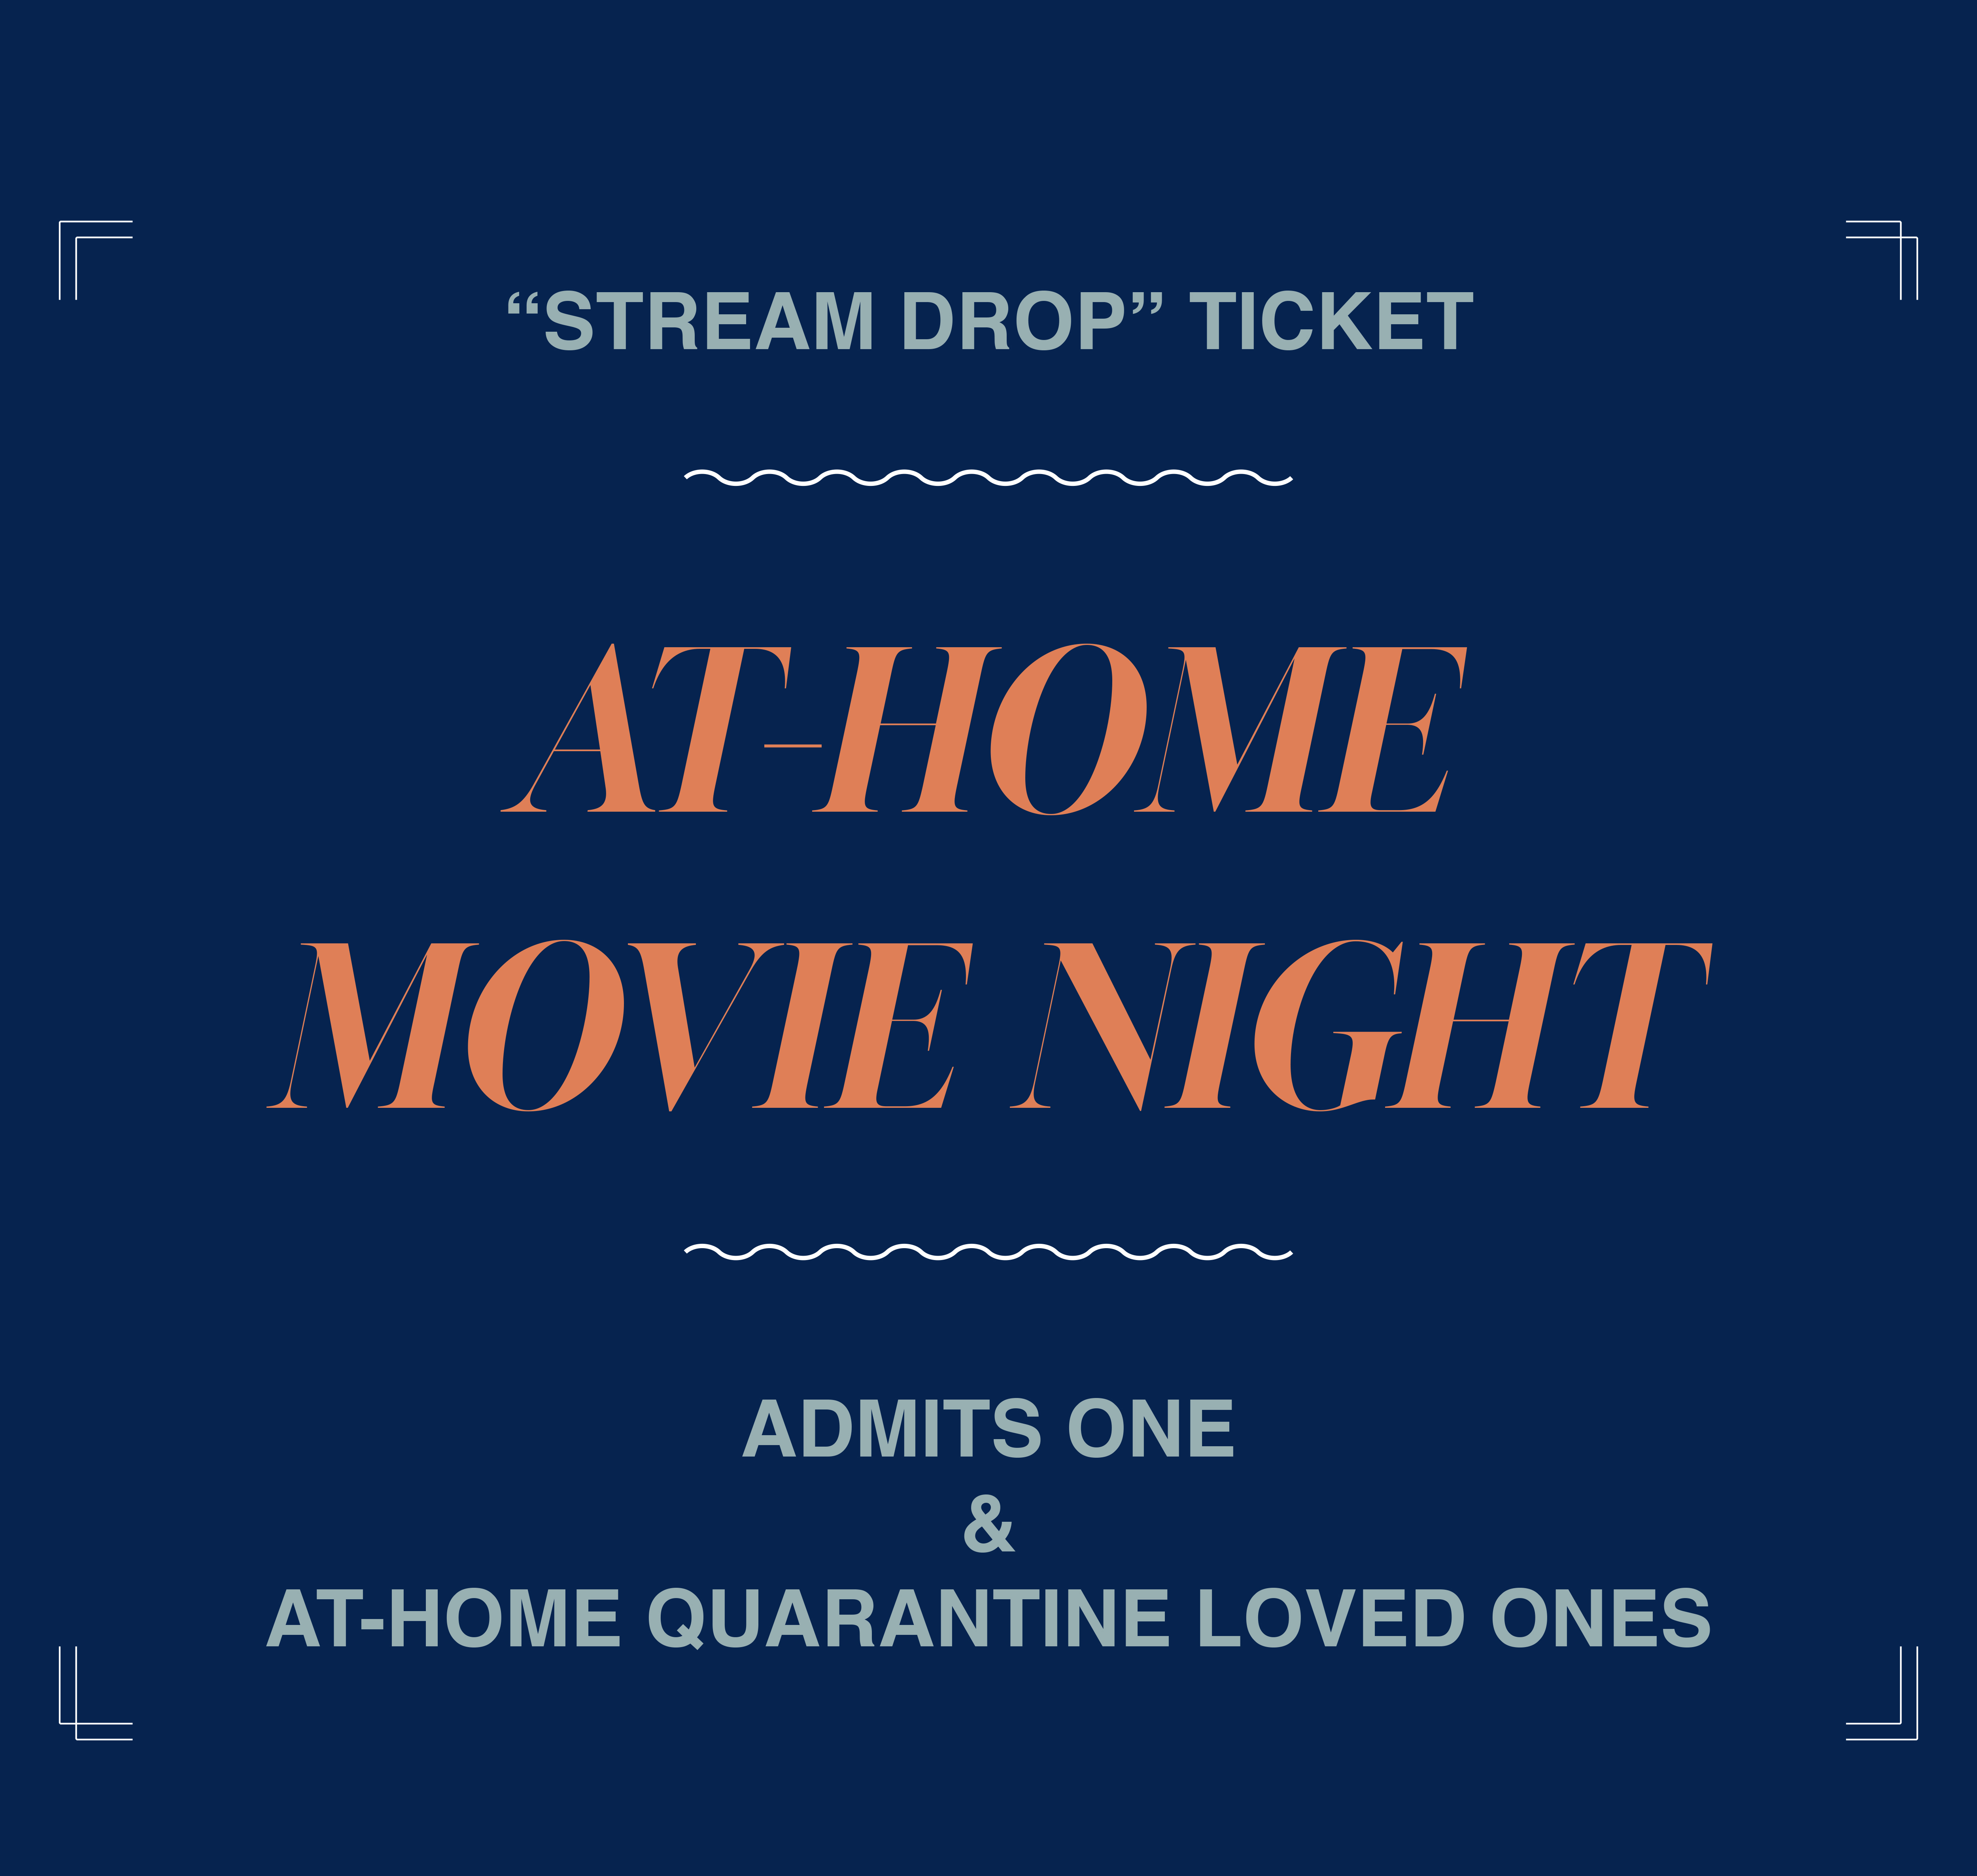 “STREAM DROP” TICKET
AT-HOME
MOVIE NIGHT
ADMITS ONE
&
AT-HOME QUARANTINE LOVED ONES